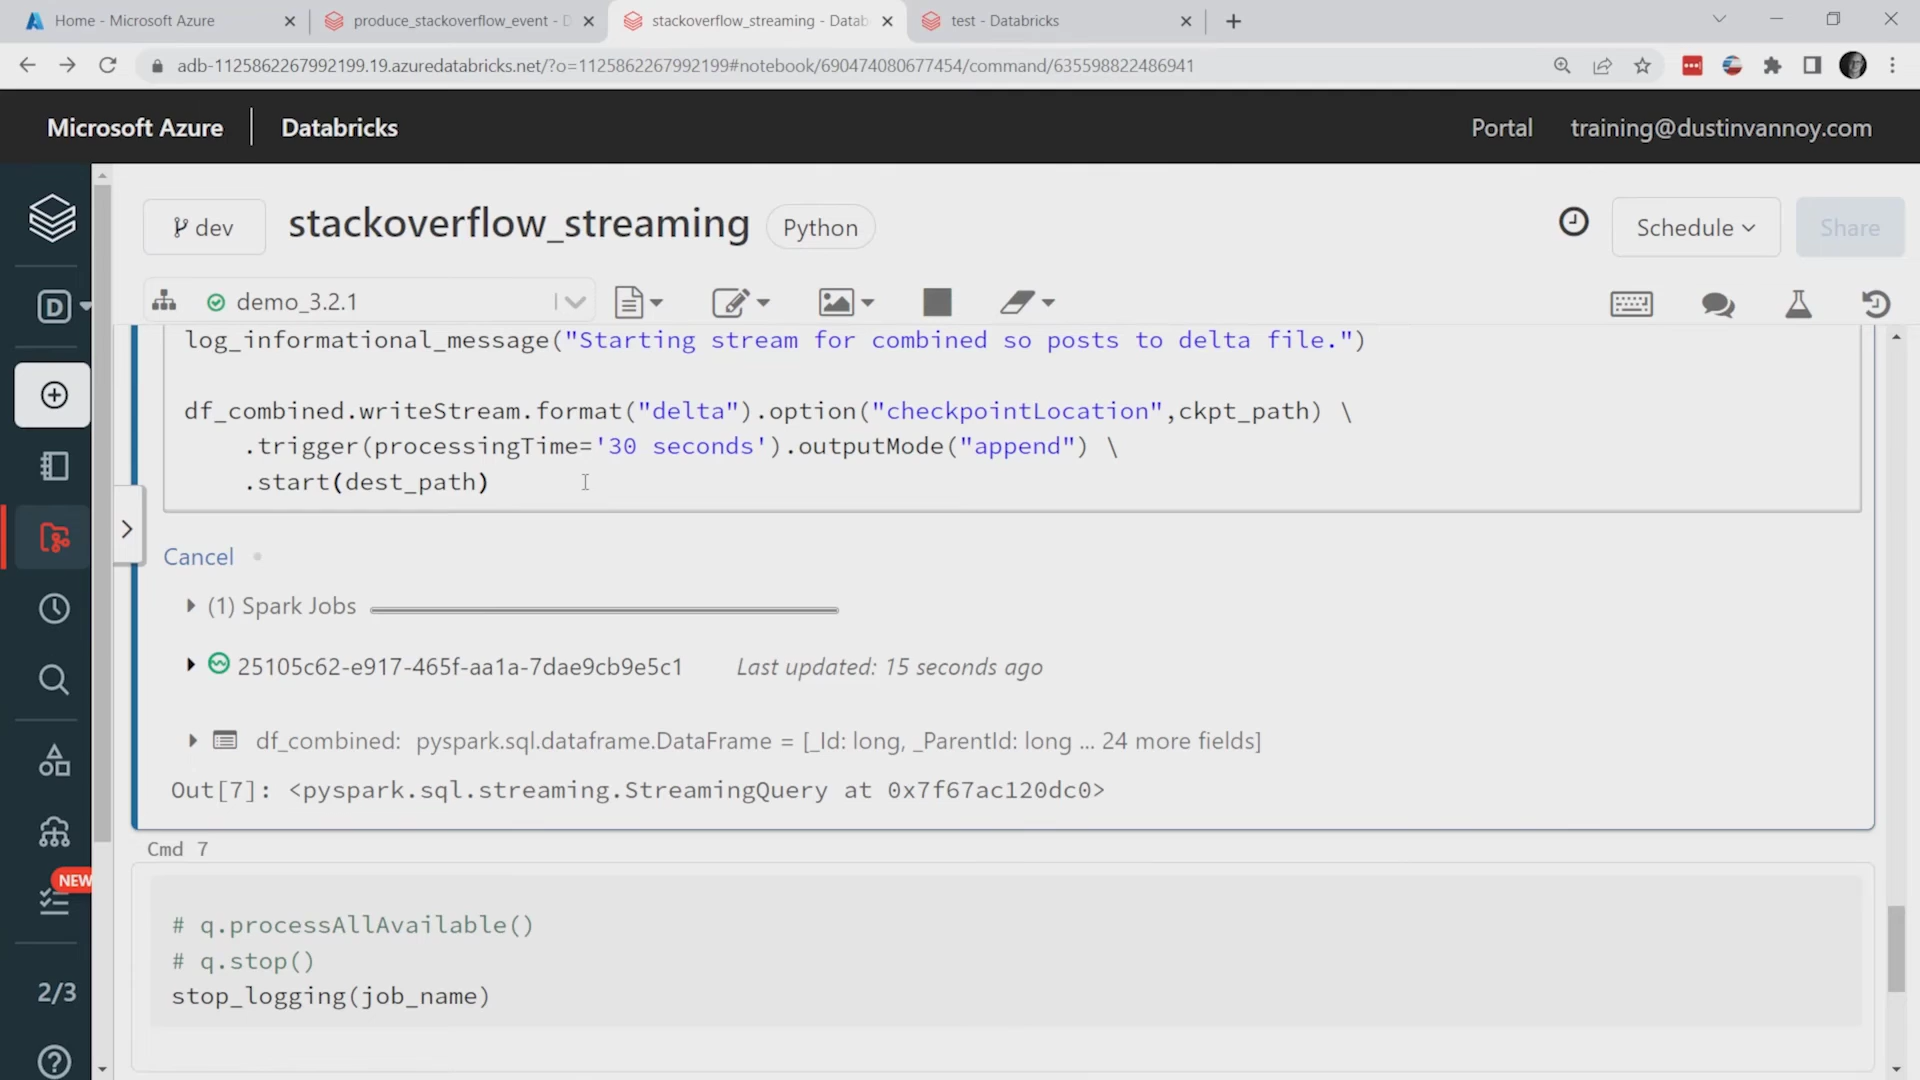 Home - Microsoft Azure
produce_stackoverflow_event - D
stackoverflow_streaming - Datab
test - Databricks
adb-1125862267992199.19.azuredatabricks.net/?o=1125862267992199#notebook/690474080677454/command/635598822486941
Microsoft Azure Databricks
Portal
training@dustinvannoy.com
D
dev
stackoverflow_streaming
Python
Schedule
Share
demo_3.2.1
log_informational_message("Starting stream for combined so posts to delta file.")
df_combined.writeStream.format("delta").option("checkpointLocation",ckpt_path) \
.trigger(processingTime='30 seconds').outputMode("append") \
.start(dest_path)
Cancel
(1) Spark Jobs
25105c62-e917-465f-aa1a-7dae9cb9e5c1 Last updated: 15 seconds ago
df_combined: pyspark.sql.dataframe.DataFrame = [_Id: long, _ParentId: long ... 24 more fields]
Out[7]: <pyspark.sql.streaming.StreamingQuery at 0x7f67ac120dc0>
Cmd 7
NEW
# q.processAllAvailable()
# q.stop()
stop_logging(job_name)
2/3